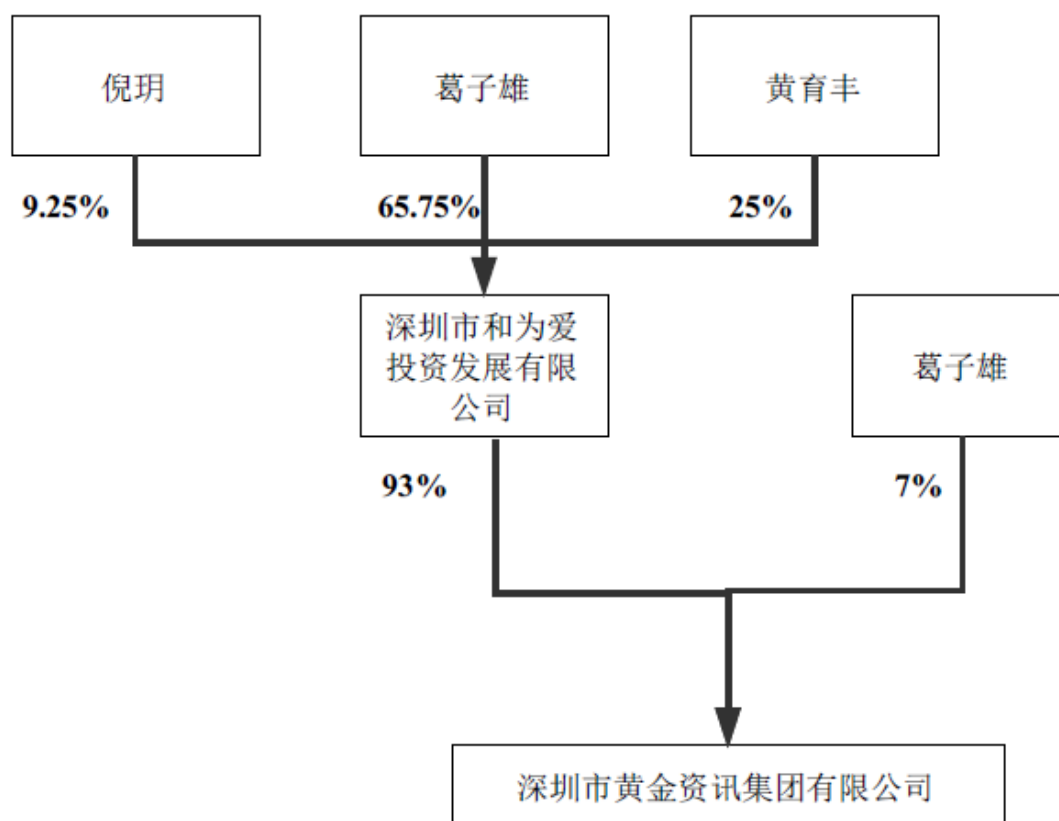 倪玥
葛子雄
黄育丰
9.25%
65.75%
25%
深圳市和为爱
投资发展有限
公司
葛子雄
93%
7%
深圳市黄金资讯集团有限公司